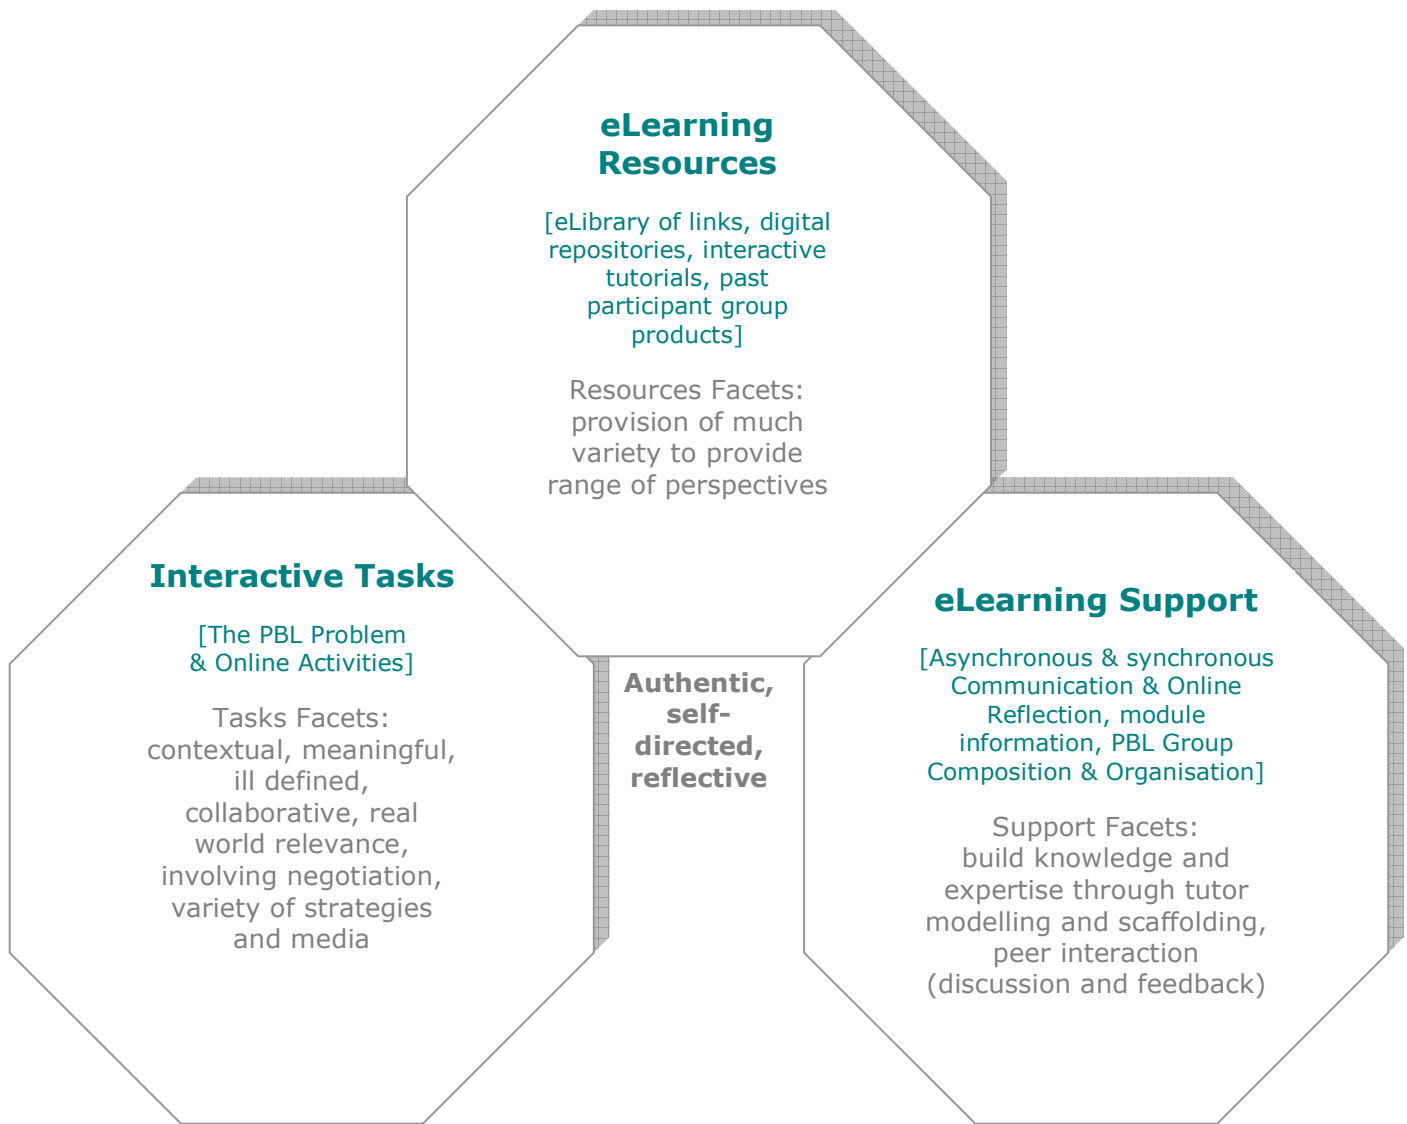 eLearning
Resources
[eLibrary of links, digital
repositories, interactive
tutorials, past
participant group
products]
Resources Facets:
provision of much
variety to provide
range of perspectives
Interactive Tasks
[The PBL Problem
& Online Activities]
Tasks Facets:
contextual, meaningful,
ill defined,
collaborative, real
world relevance,
involving negotiation,
variety of strategies
and media
Authentic,
self-
directed,
reflective
eLearning Support
[Asynchronous & synchronous
Communication & Online
Reflection, module
information, PBL Group
Composition & Organisation]
Support Facets:
build knowledge and
expertise through tutor
modelling and scaffolding,
peer interaction
(discussion and feedback)